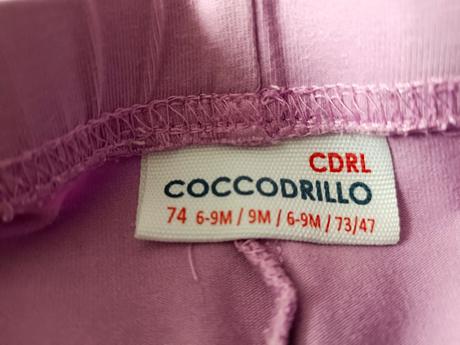 CDRL
COCCODRILLO
74 6-9M / 9M / 6-9M / 73/47